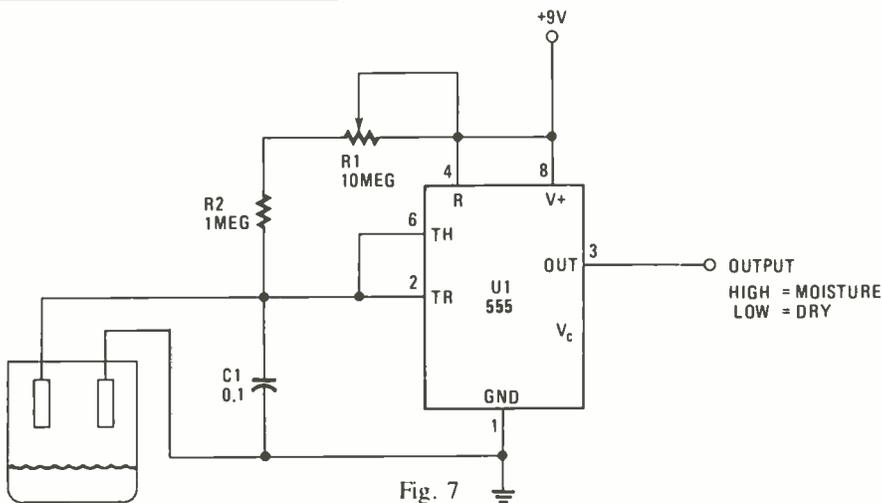 +9V
R1
10MEG
4
8
R
V+
R2
1MEG
6
TH
3
OUT
OUTPUT
2
TR
U1
555
HIGH = MOISTURE
LOW = DRY
Vc
C1
0.1
GND
1
Fig. 7